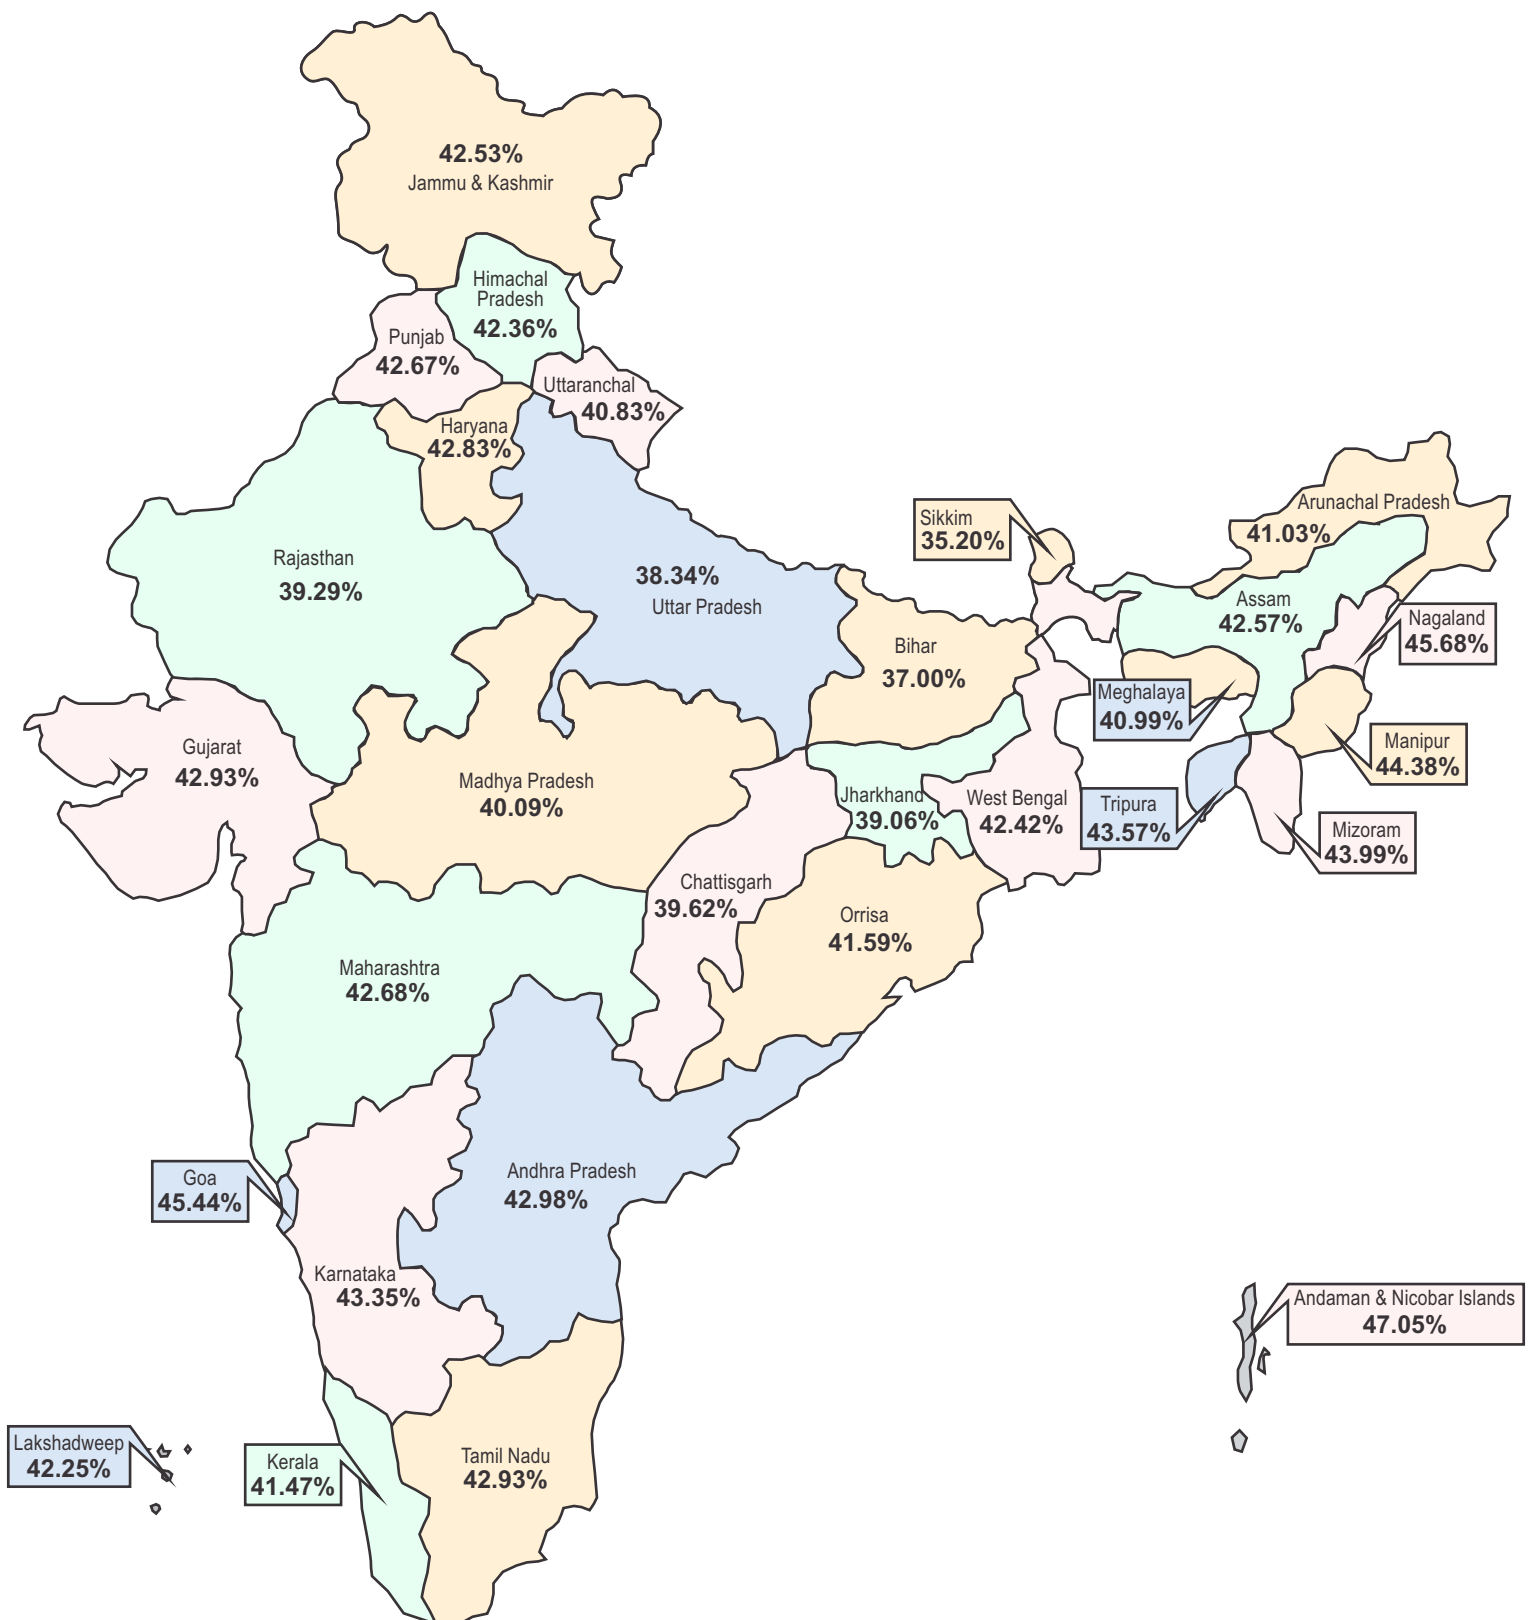 42.53%
Jammu & Kashmir
Himachal
Pradesh
42.36%
Punjab
42.67%
Uttaranchal
40.83%
Haryana
42.83%
Rajasthan
39.29%
38.34%
Uttar Pradesh
Sikkim
35.20%
Arunachal Pradesh
41.03%
Assam
42.57%
Nagaland
45.68%
Bihar
37.00%
Meghalaya
40.99%
Manipur
44.38%
Gujarat
42.93%
Madhya Pradesh
40.09%
Jharkhand
39.06%
West Bengal
42.42%
Tripura
43.57%
Mizoram
43.99%
Chattisgarh
39.62%
Orrisa
41.59%
Maharashtra
42.68%
Goa
45.44%
Andhra Pradesh
42.98%
Karnataka
43.35%
Andaman & Nicobar Islands
47.05%
Lakshadweep
42.25%
Kerala
41.47%
Tamil Nadu
42.93%